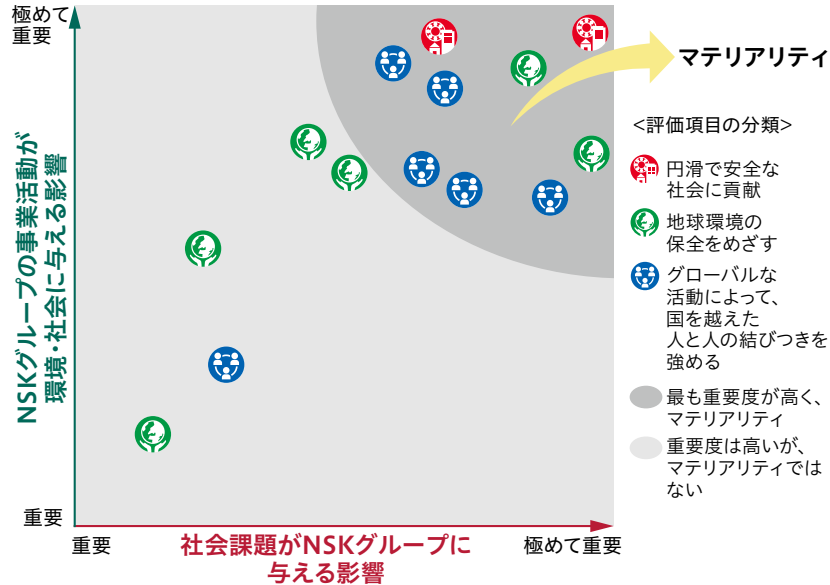 極めて
重要
NSKグループの事業活動が
環境・社会に与える影響
重要
重要
社会課題がNSKグループに
与える影響
極めて重要
マテリアリティ
<評価項目の分類>
円滑で安全な
社会に貢献
地球環境の
保全をめざす
グローバルな
活動によって、
国を越えた
人と人の結びつきを
強める
最も重要度が高く、
マテリアリティ
重要度は高いが、
マテリアリティでは
ない